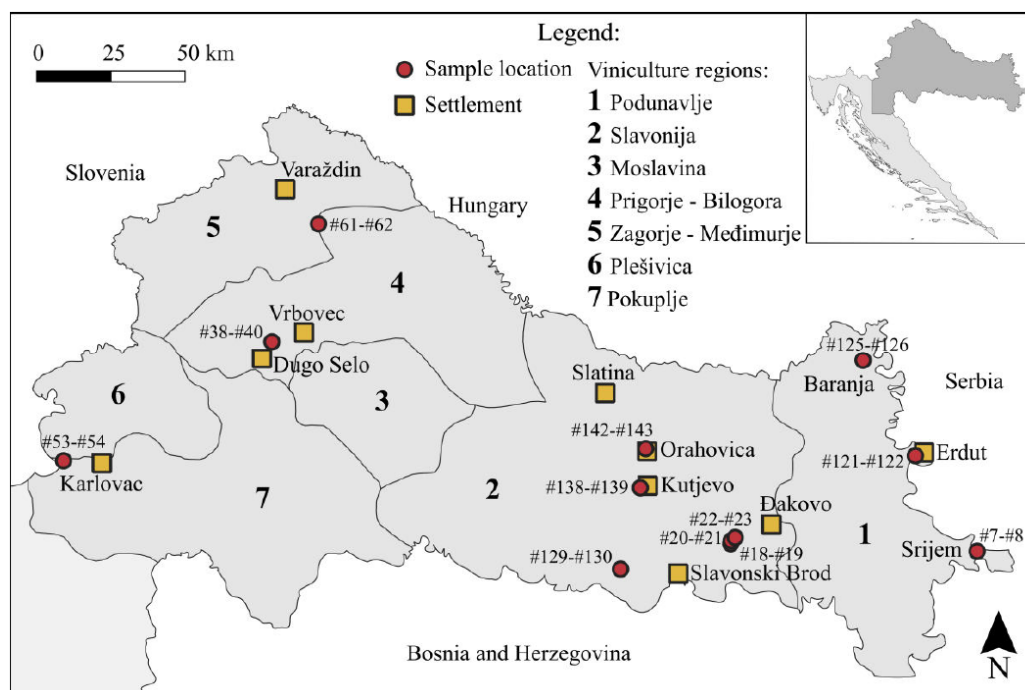 0 25 50 km
Legend:
Sample location
Settlement
Viniculture regions:
1 Podunavlje
2 Slavonija
3 Moslavina
4 Prigorje - Bilogora
5 Zagorje - Međimurje
6 Plešivica
7 Pokuplje
Slovenia
Varaždin
Hungary
5
#61-#62
4
Vrbovec
#38-#40
Dugo Selo
#125-#126
Baranja
Serbia
Slatina
6
3
#53-#54
Karlovac
#142-#143
Orahovica
Erdut
#121-#122
7
2
#138-#139
Kutjevo
Đakovo
#22-#23
#20-#21
#18-#19
1
#7-#8
Srijem
#129-#130
Slavonski Brod
Bosnia and Herzegovina
N